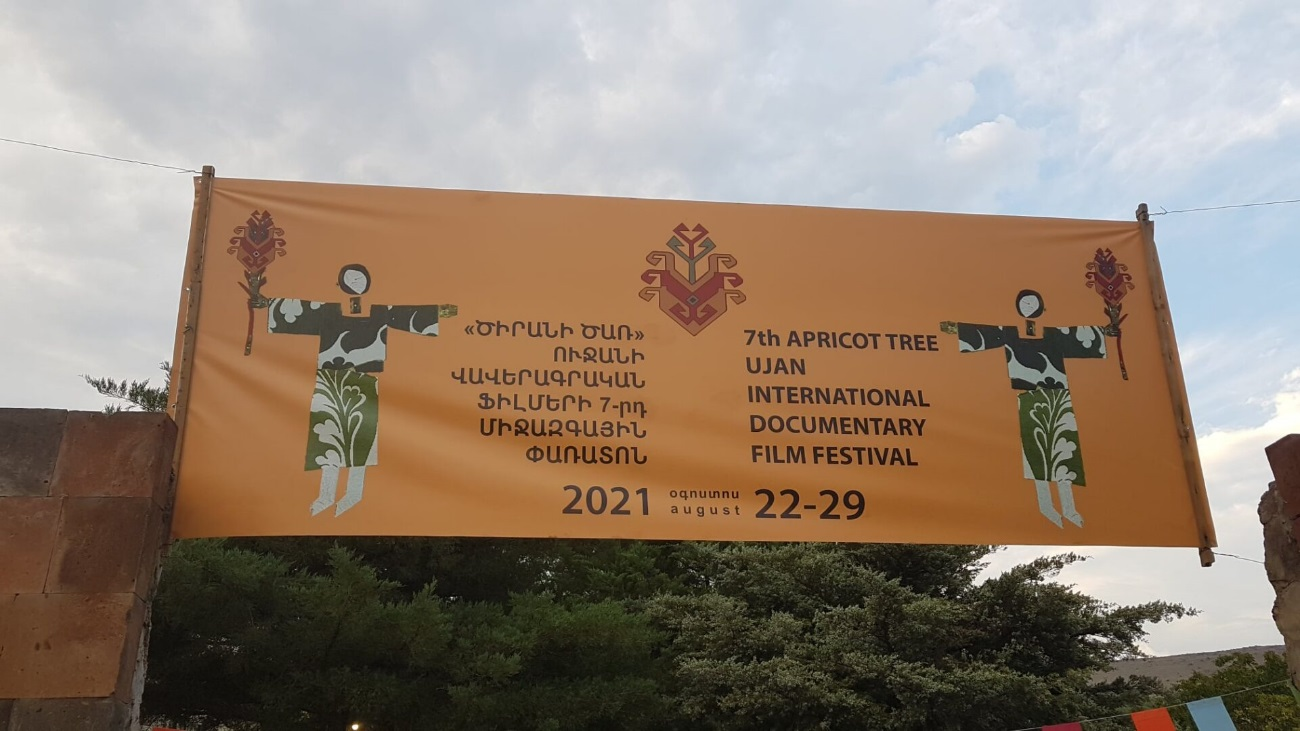 «ԾԻՐԱՆԻ ԾԱՌ»
ՈՒՋԱՆԻ
ՎԱՎԵՐԱԳՐԱԿԱՆ
ՖԻԼՄԵՐԻ 7-րդ
ՄԻՋԱԶԳԱՅԻՆ
ՓԱՌԱՏՈՆ
7th APRICOT TREE
UJAN
INTERNATIONAL
DOCUMENTARY
FILM FESTIVAL
2021 օգոստոս 22-29
august